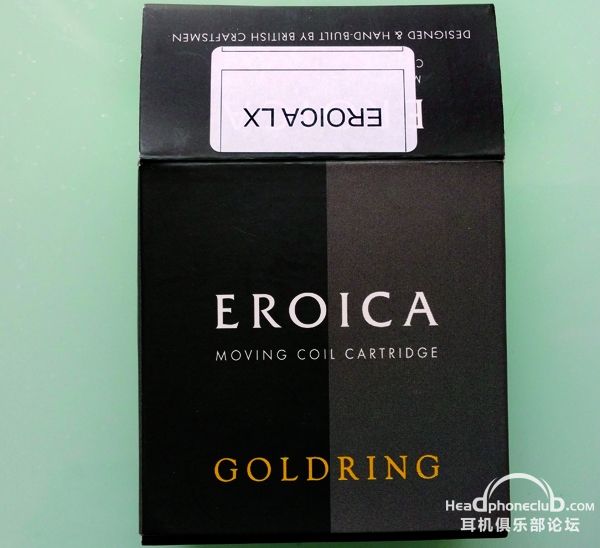 DESIGNED & HAND-BUILT BY BRITISH CRAFTSMEN
EROICA LX
EROICA
MOVING COIL CARTRIDGE
GOLDRING
HeadphoneclubD.com
耳机俱乐部论坛